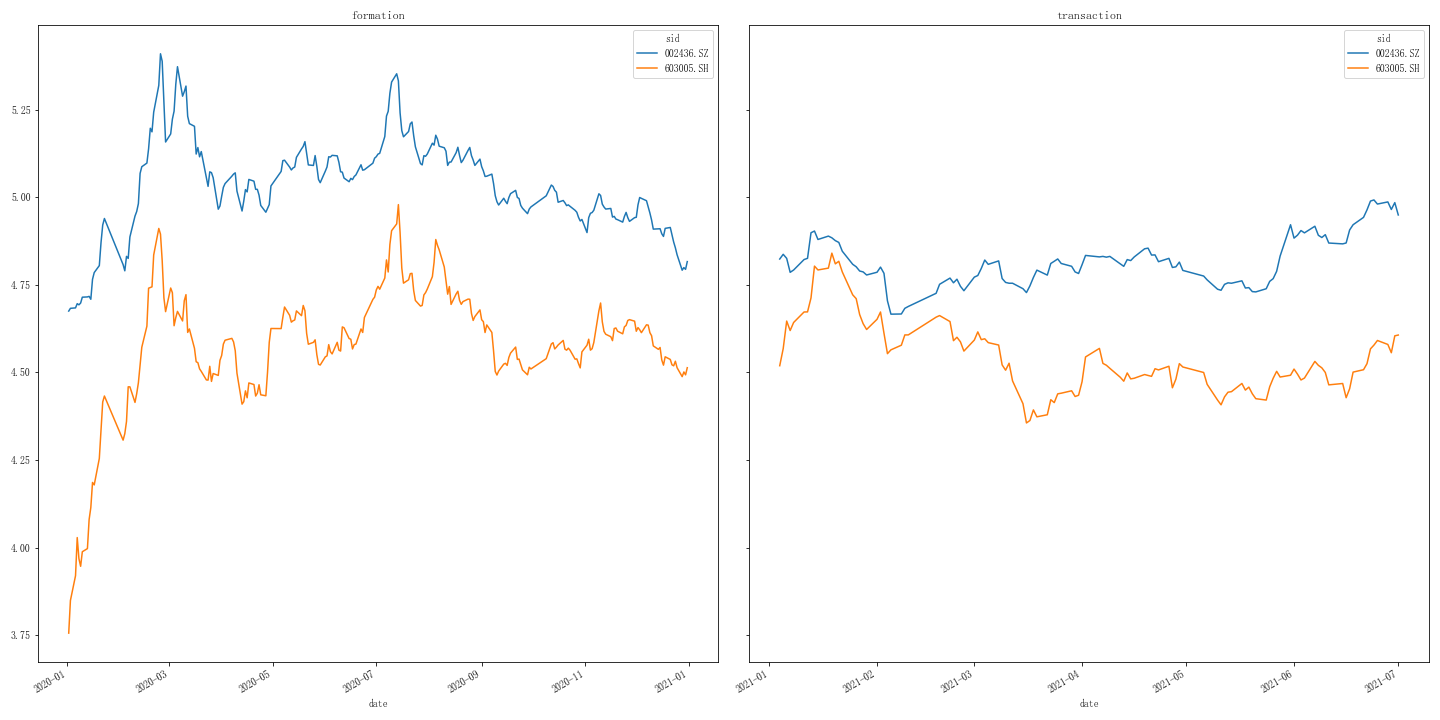 formation
sid
002436.SZ
603005.SH
5.25
5.00
4.75
4.50
4.25
4.00
3.75
2020-01
2020-03
2020-05
2020-07
2020-09
2020-11
2021-01
date
transaction
sid
002436.SZ
603005.SH
2021-01
2021-02
2021-03
2021-04
2021-05
2021-06
2021-07
date